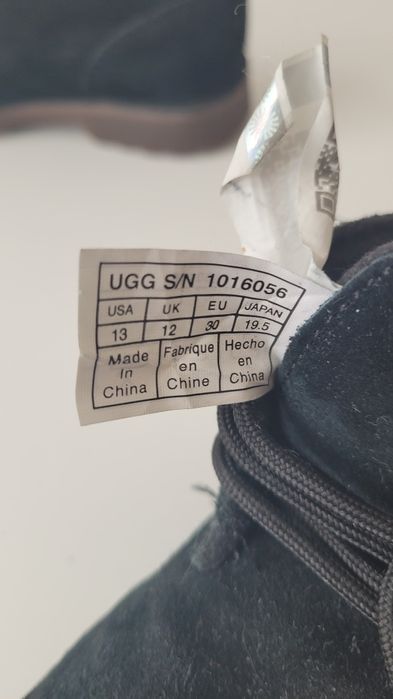 UGG S/N 1016056
USA UK EU JAPAN
13 12 30 19.5
Made Fabrique Hecho
in en en
China Chine China